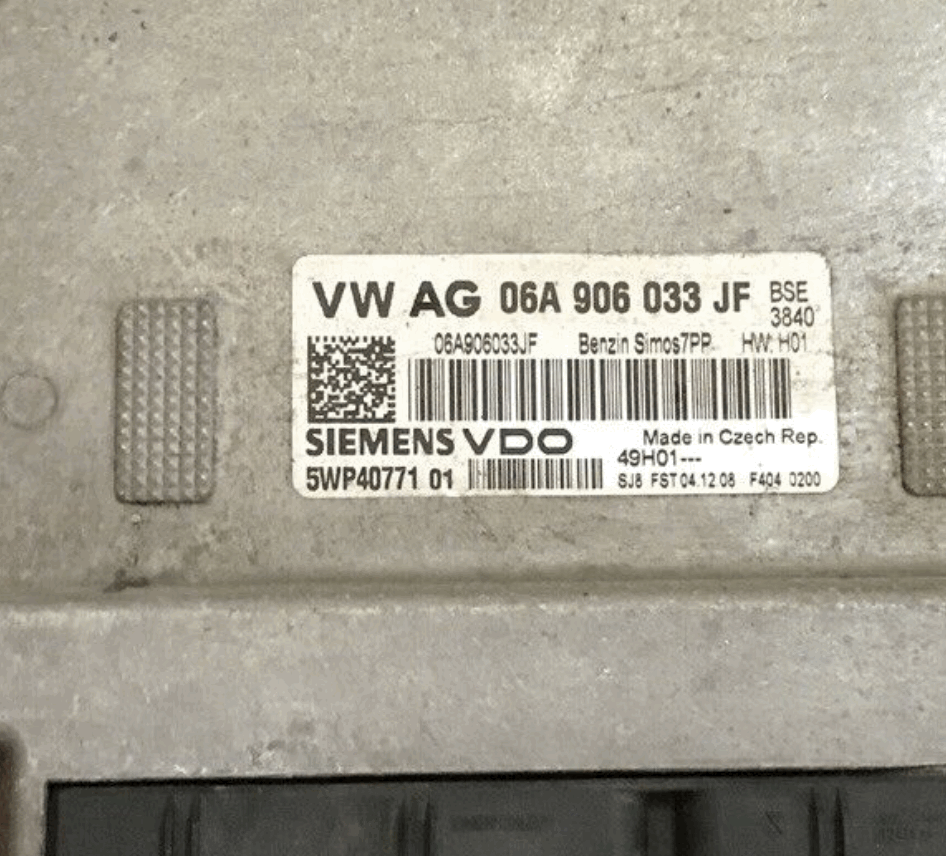 VW AG 06A 906 033 JF BSE
3840
06A906033JF Benzin Simos7PP HW: H01
SIEMENS VDO Made in Czech Rep.
49H01---
5WP40771 01 SJ8 FST 04.12 08 F404 0200